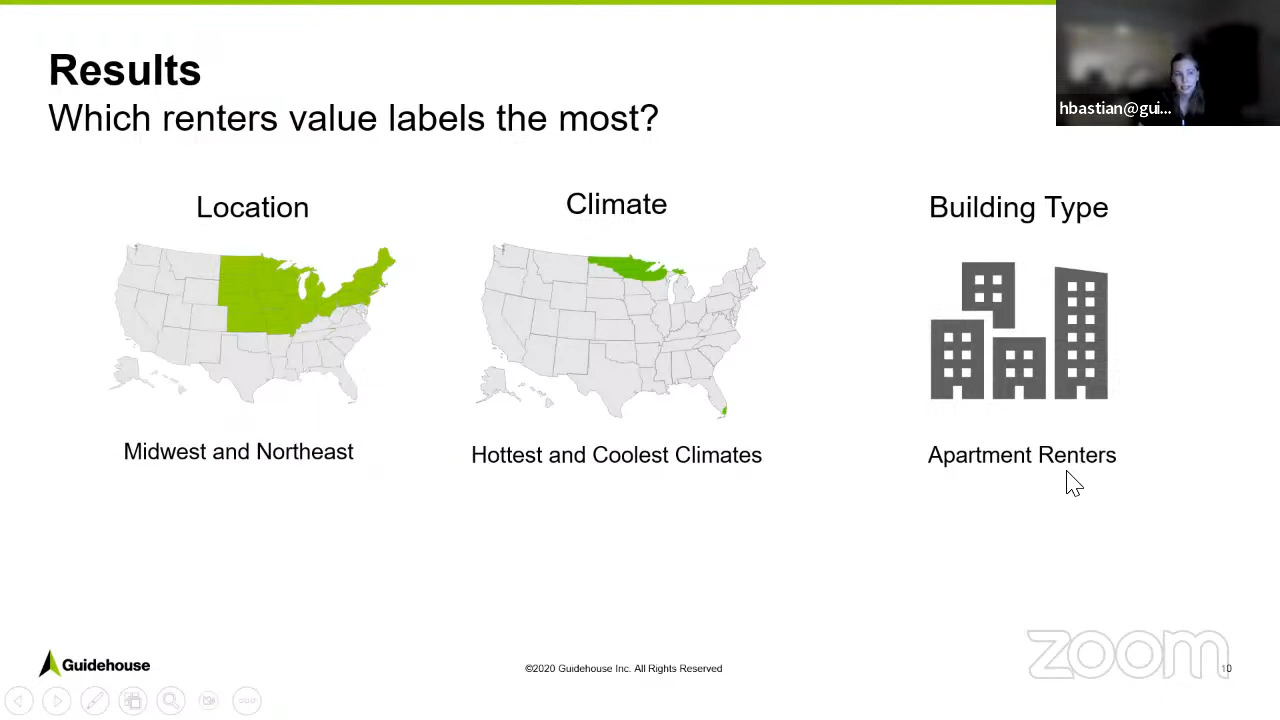 Results
Which renters value labels the most?
hbastian@gui...
Location
Climate
Building Type
Midwest and Northeast
Hottest and Coolest Climates
Apartment Renters
Guidehouse
©2020 Guidehouse Inc. All Rights Reserved
zoom
10